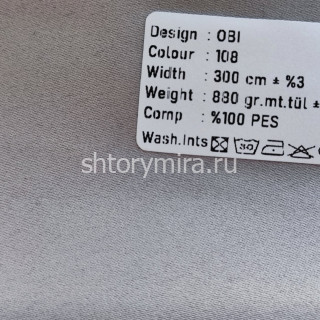 Design : OBI
Colour : 108
Width : 300 cm ± %3
Weight : 880 gr.mt.tül ±
Comp : %100 PES
Wash.Ints 30
shtorymira.ru